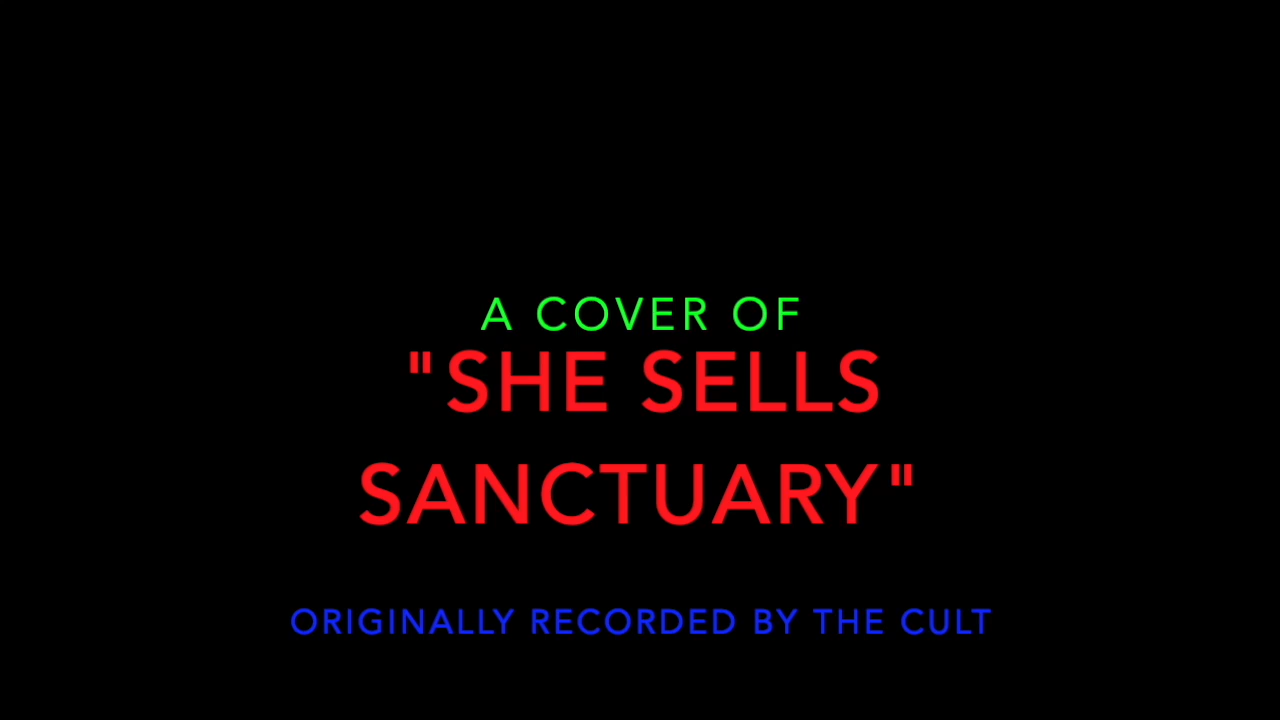 A COVER OF
"SHE SELLS
SANCTUARY"
ORIGINALLY RECORDED BY THE CULT